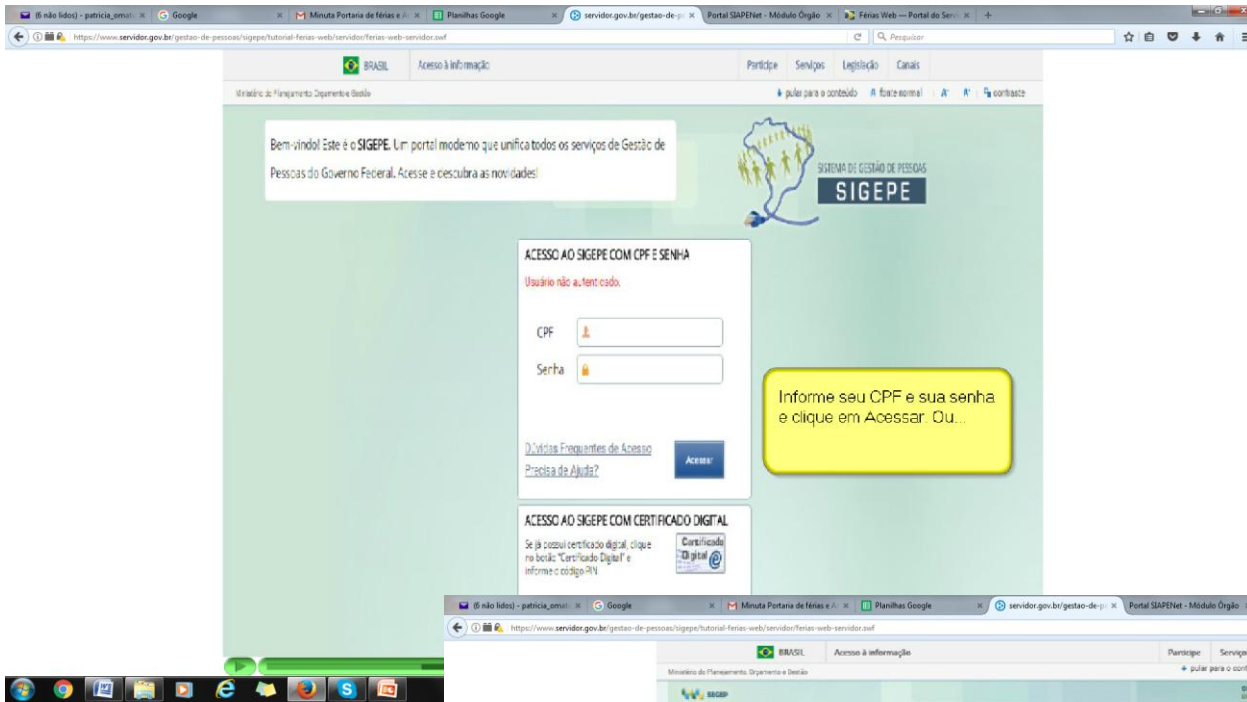 (6 não lidos) - patricia_omat
Google
Minuta Portaria de férias e A
Planilhas Google
servidor.gov.br/gestao-de-p
Portal SIAPENet - Módulo Órgão
Férias Web — Portal do Serv
https://www.servidor.gov.br/gestao-de-pessoas/sigepe/tutorial-ferias-web/servidor/ferias-web-servidor.swf
Pesquisar
BRASIL
Acesso à informação
Participe
Serviços
Legislação
Canais
Ministério do Planejamento Orçamento e Gestão
pular para o conteúdo
A fonte normal
A-
A+
contraste
Bem-vindo! Este é o SIGEPE. Um portal moderno que unifica todos os serviços de Gestão de
Pessoas do Governo Federal. Acesse e descubra as novidades!
SISTEMA DE GESTÃO DE PESSOAS
SIGEPE
ACESSO AO SIGEPE COM CPF E SENHA
Usuário não autenticado.
CPF
Senha
Informe seu CPF e sua senha
e clique em Acessar. Ou...
Dúvidas Frequentes de Acesso
Precisa de Ajuda?
Acessar
ACESSO AO SIGEPE COM CERTIFICADO DIGITAL
Se já possui certificado digital, clique
no botão "Certificado Digital" e
informe o código PIN
Certificado
Digital
(6 não lidos) - patricia_omat
Google
Minuta Portaria de férias e A
Planilhas Google
servidor.gov.br/gestao-de-p
Portal SIAPENet - Módulo Órgão
https://www.servidor.gov.br/gestao-de-pessoas/sigepe/tutorial-ferias-web/servidor/ferias-web-servidor.swf
BRASIL
Acesso à informação
Participe
Serviço
Ministério do Planejamento, Orçamento e Gestão
pular para o cont
SEGEP